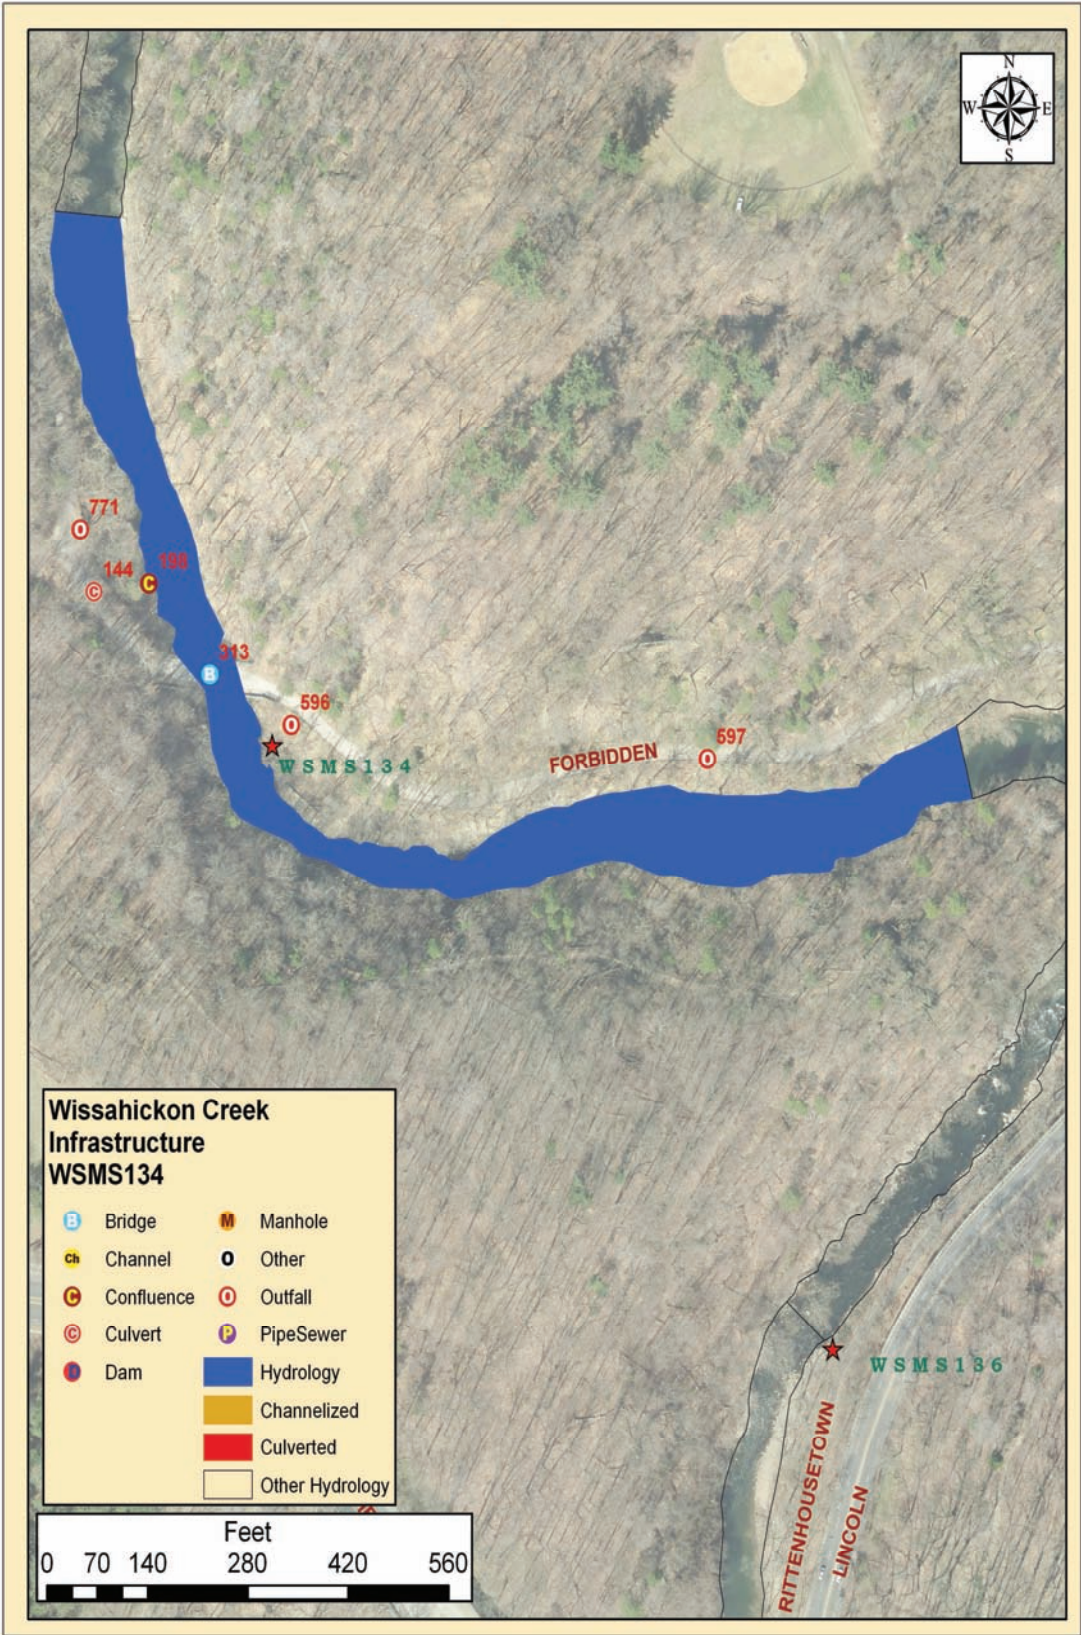 N
W E
S
771
144
198
313
596
WSMS134
FORBIDDEN
597
Wissahickon Creek
Infrastructure
WSMS134
B Bridge
M Manhole
Ch Channel
O Other
C Confluence
O Outfall
C Culvert
P PipeSewer
D Dam
Hydrology
Channelized
Culverted
Other Hydrology
Feet
0 70 140 280 420 560
WSMS136
RITTENHOUSETOWN
LINCOLN